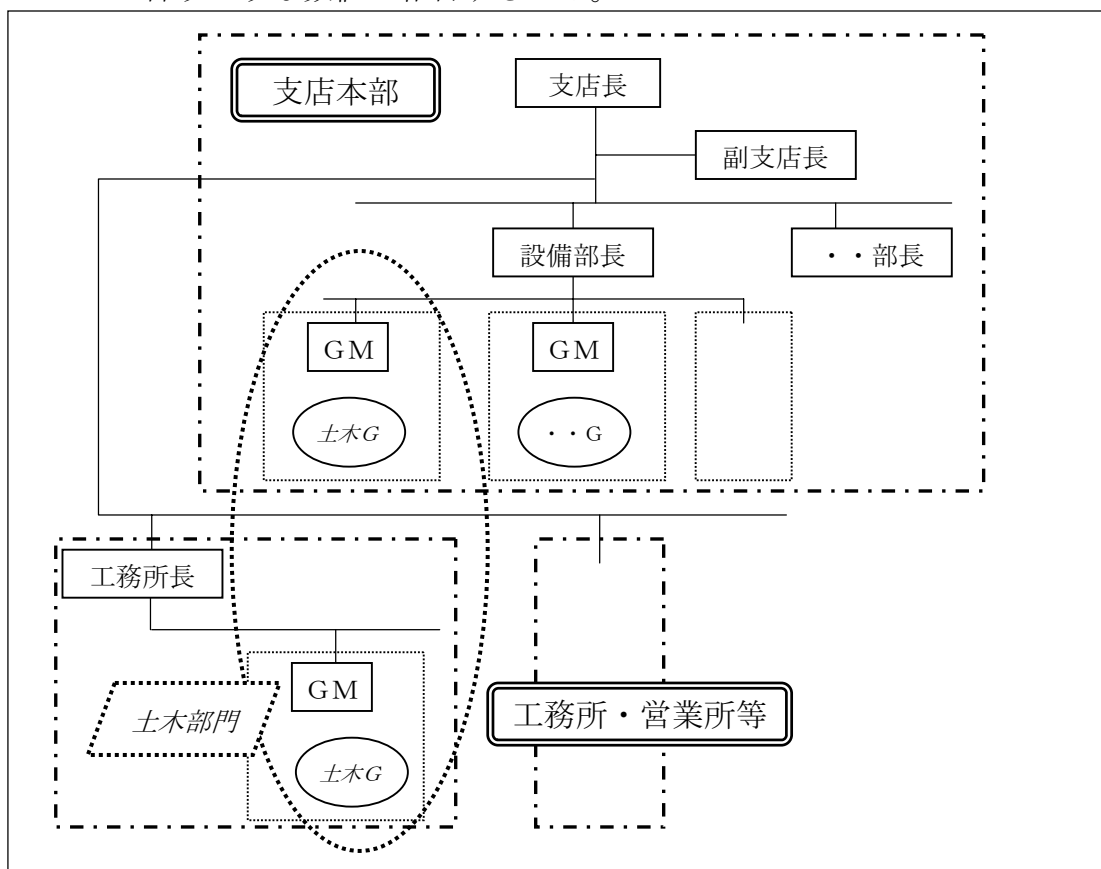 支店本部
支店長
副支店長
設備部長
・・部長
GM
GM
土木G
・・G
工務所長
GM
土木部門
工務所・営業所等
土木G